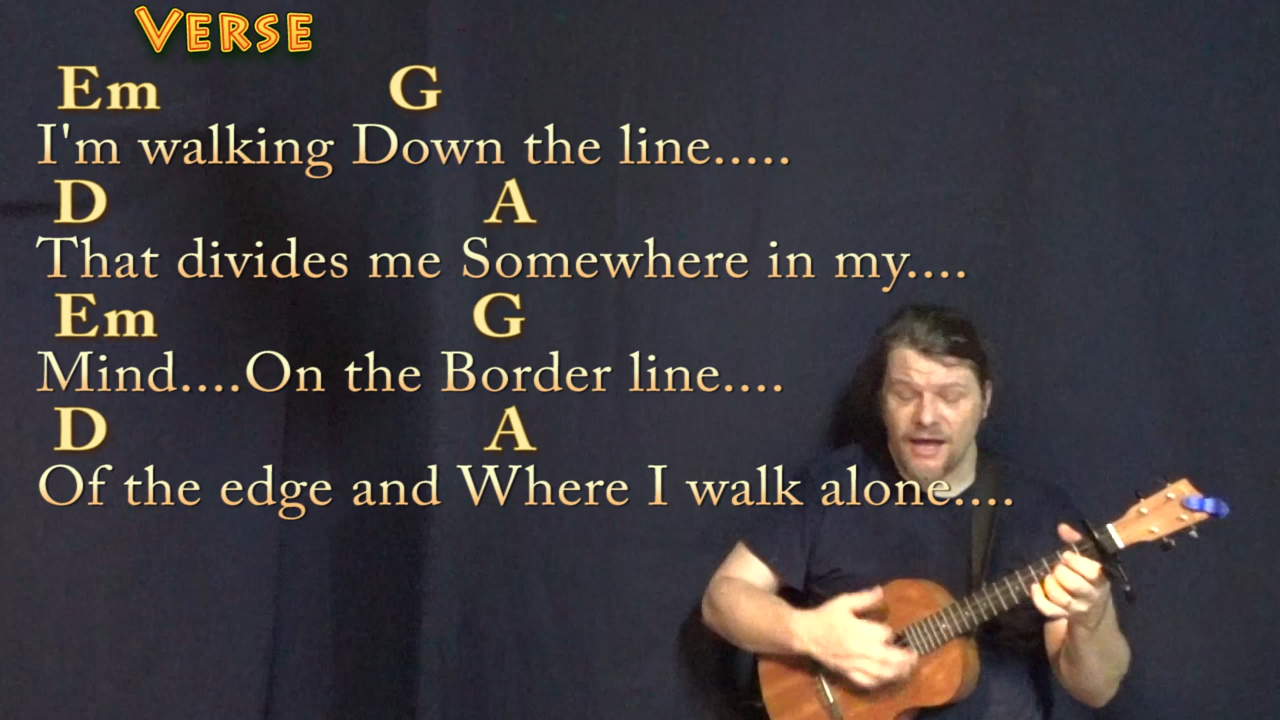 VERSE
Em G
I'm walking Down the line.....
D A
That divides me Somewhere in my....
Em G
Mind....On the Border line....
D A
Of the edge and Where I walk alone....